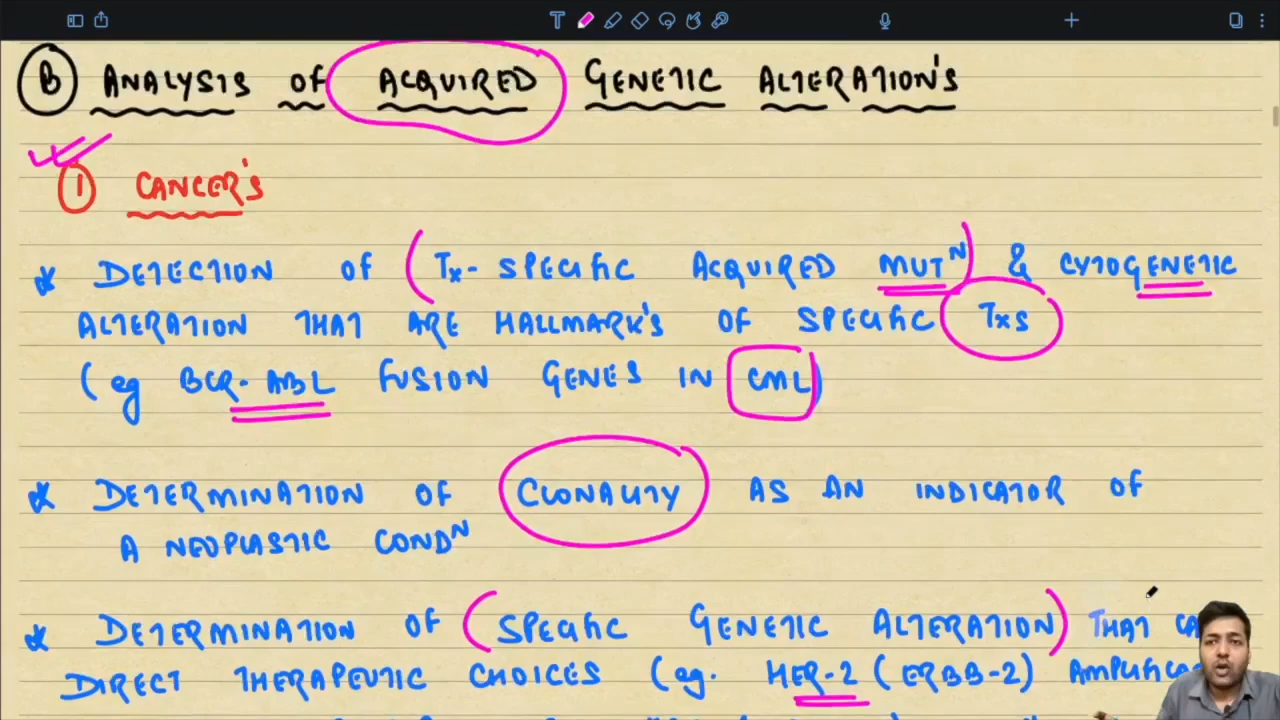 B ANALYSIS OF ACQUIRED GENETIC ALTERATION'S
1 CANCER'S
* DETECTION OF (Tx-SPECIFIC ACQUIRED MUTᴺ) & CYTOGENETIC
ALTERATION THAT ARE HALLMARK'S OF SPECIFIC TxS
(eg BCR-ABL FUSION GENES IN CML)
* DETERMINATION OF CLONALITY AS AN INDICATOR OF
A NEOPLASTIC CONDᴺ
* DETERMINATION OF (SPECIFIC GENETIC ALTERATION) THAT
DIRECT THERAPEUTIC CHOICES (eg. HER-2 (ERBB-2)